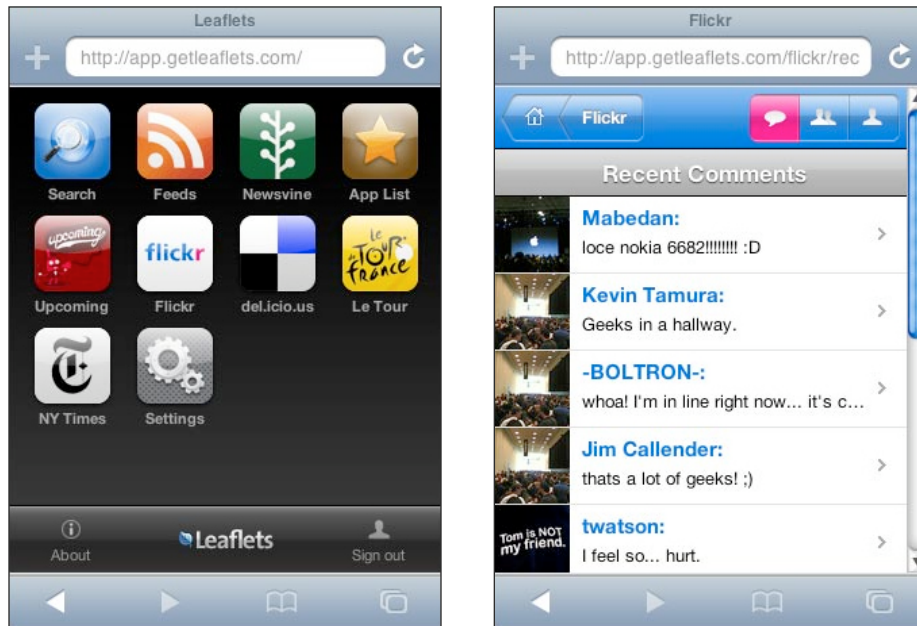 Leaflets
http://app.getleaflets.com/
Search Feeds Newsvine App List
upcoming
flickr
Le
TOUR
de
FRANCE
Upcoming Flickr del.icio.us Le Tour
NY Times Settings
About Leaflets Sign out
Flickr
http://app.getleaflets.com/flickr/rec
Flickr
Recent Comments
Mabedan:
loce nokia 6682!!!!!!!! :D
Kevin Tamura:
Geeks in a hallway.
-BOLTRON-:
whoa! I'm in line right now... it's c...
Jim Callender:
thats a lot of geeks! ;)
Tom is NOT
my friend.
twatson:
I feel so... hurt.